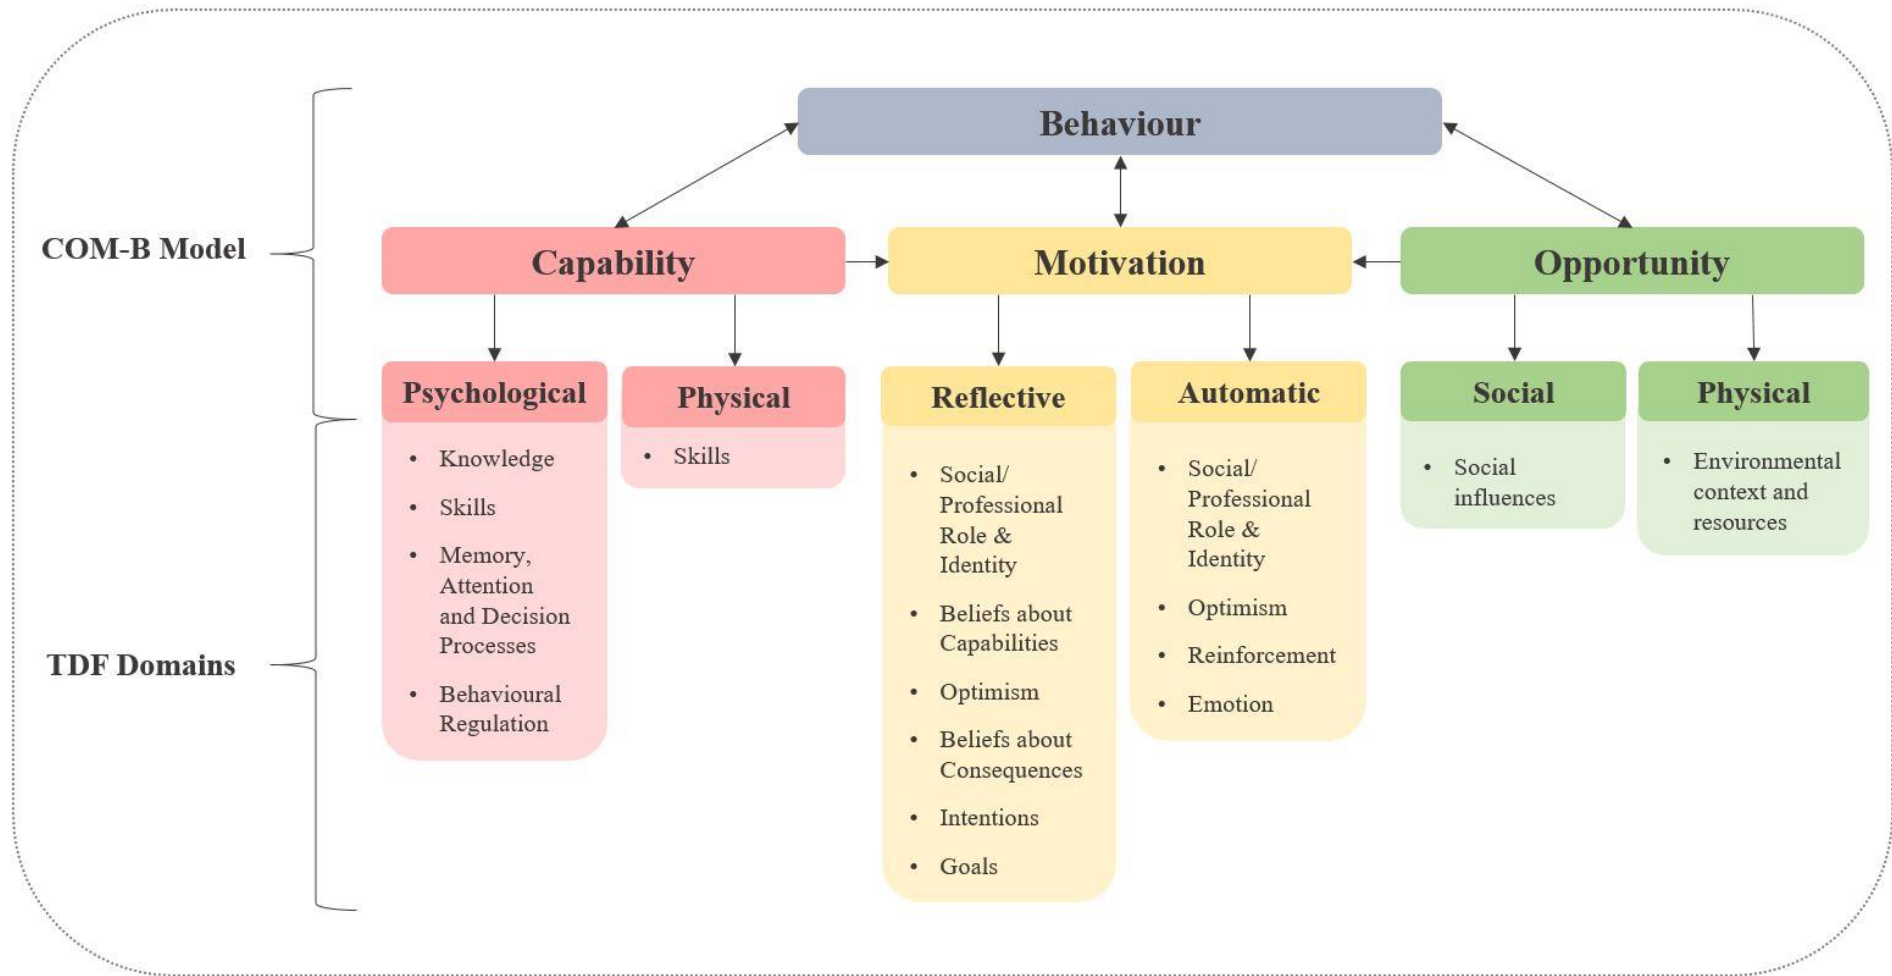 Behaviour
COM-B Model
Capability
Motivation
Opportunity
Psychological
Physical
Reflective
Automatic
Social
Physical
TDF Domains
• Knowledge
• Skills
• Memory,
Attention
and Decision
Processes
• Behavioural
Regulation
• Skills
• Social/
Professional
Role &
Identity
• Beliefs about
Capabilities
• Optimism
• Beliefs about
Consequences
• Intentions
• Goals
• Social/
Professional
Role &
Identity
• Optimism
• Reinforcement
• Emotion
• Social
influences
• Environmental
context and
resources